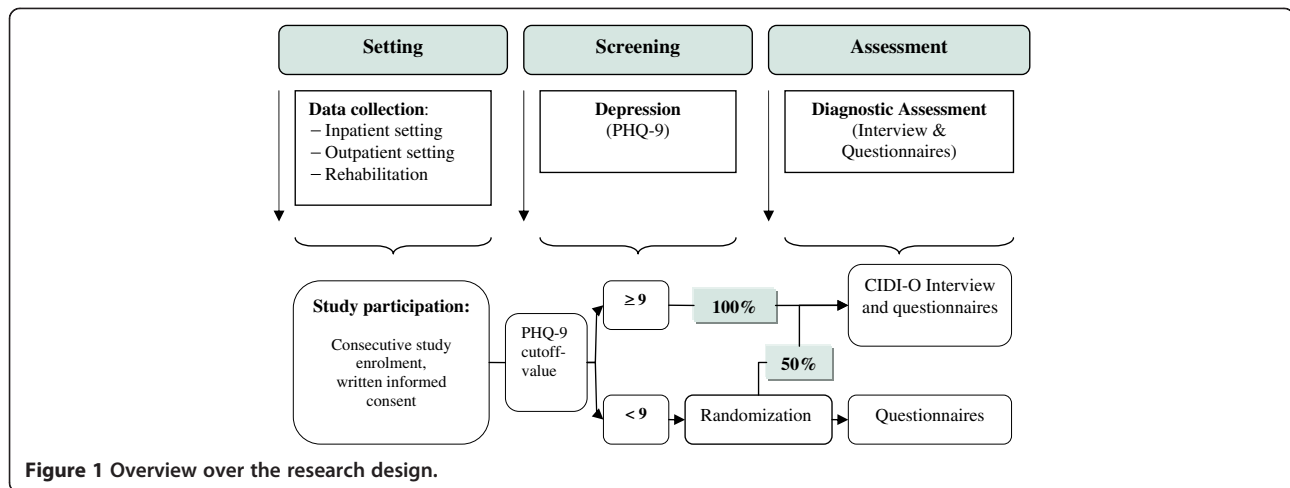 Setting
Screening
Assessment
Data collection:
– Inpatient setting
– Outpatient setting
– Rehabilitation
Depression
(PHQ-9)
Diagnostic Assessment
(Interview &
Questionnaires)
Study participation:
Consecutive study
enrolment,
written informed
consent
PHQ-9
cutoff-
value
≥ 9
100%
CIDI-O Interview
and questionnaires
50%
< 9
Randomization
Questionnaires
Figure 1 Overview over the research design.